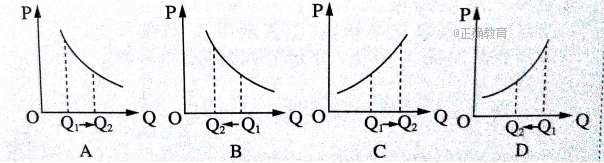 P P P P
@正确教育
O Q₁→Q₂ Q O Q₂←Q₁ Q O Q₁→Q₂ Q O Q₂←Q₁ Q
A B C D